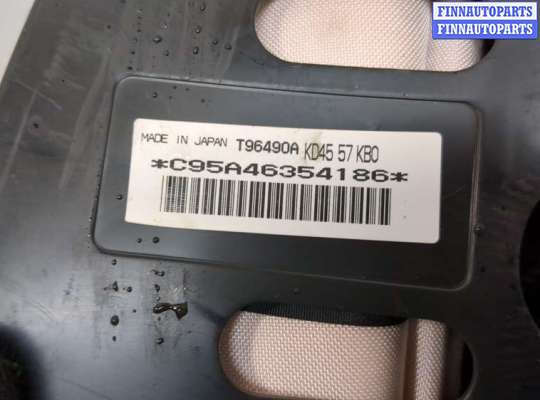 FINNAUTOPARTS
FINNAUTOPARTS
MADE IN JAPAN T96490A KD45 57 KB0
*C95A46354186*